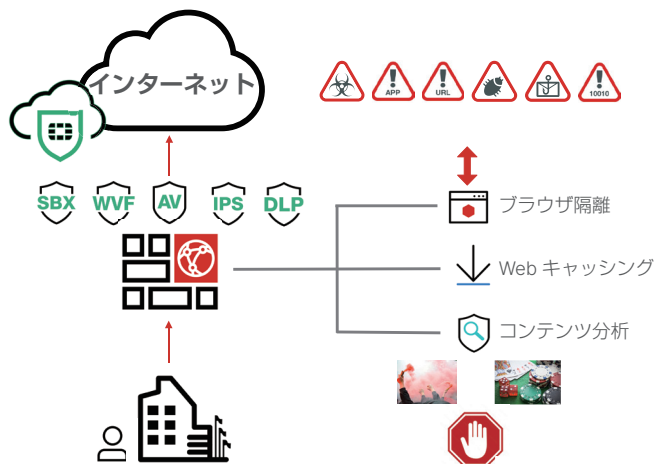 インターネット
APP
URL
10010
SBX
WVF
AV
IPS
DLP
ブラウザ隔離
Web キャッシング
コンテンツ分析